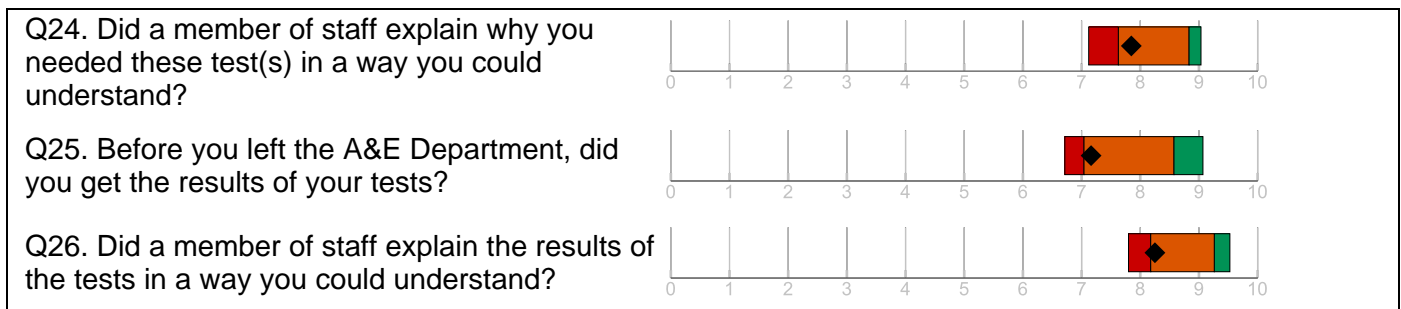 Q24. Did a member of staff explain why you
needed these test(s) in a way you could
understand?
0 1 2 3 4 5 6 7 8 9 10
Q25. Before you left the A&E Department, did
you get the results of your tests?
0 1 2 3 4 5 6 7 8 9 10
Q26. Did a member of staff explain the results of
the tests in a way you could understand?
0 1 2 3 4 5 6 7 8 9 10